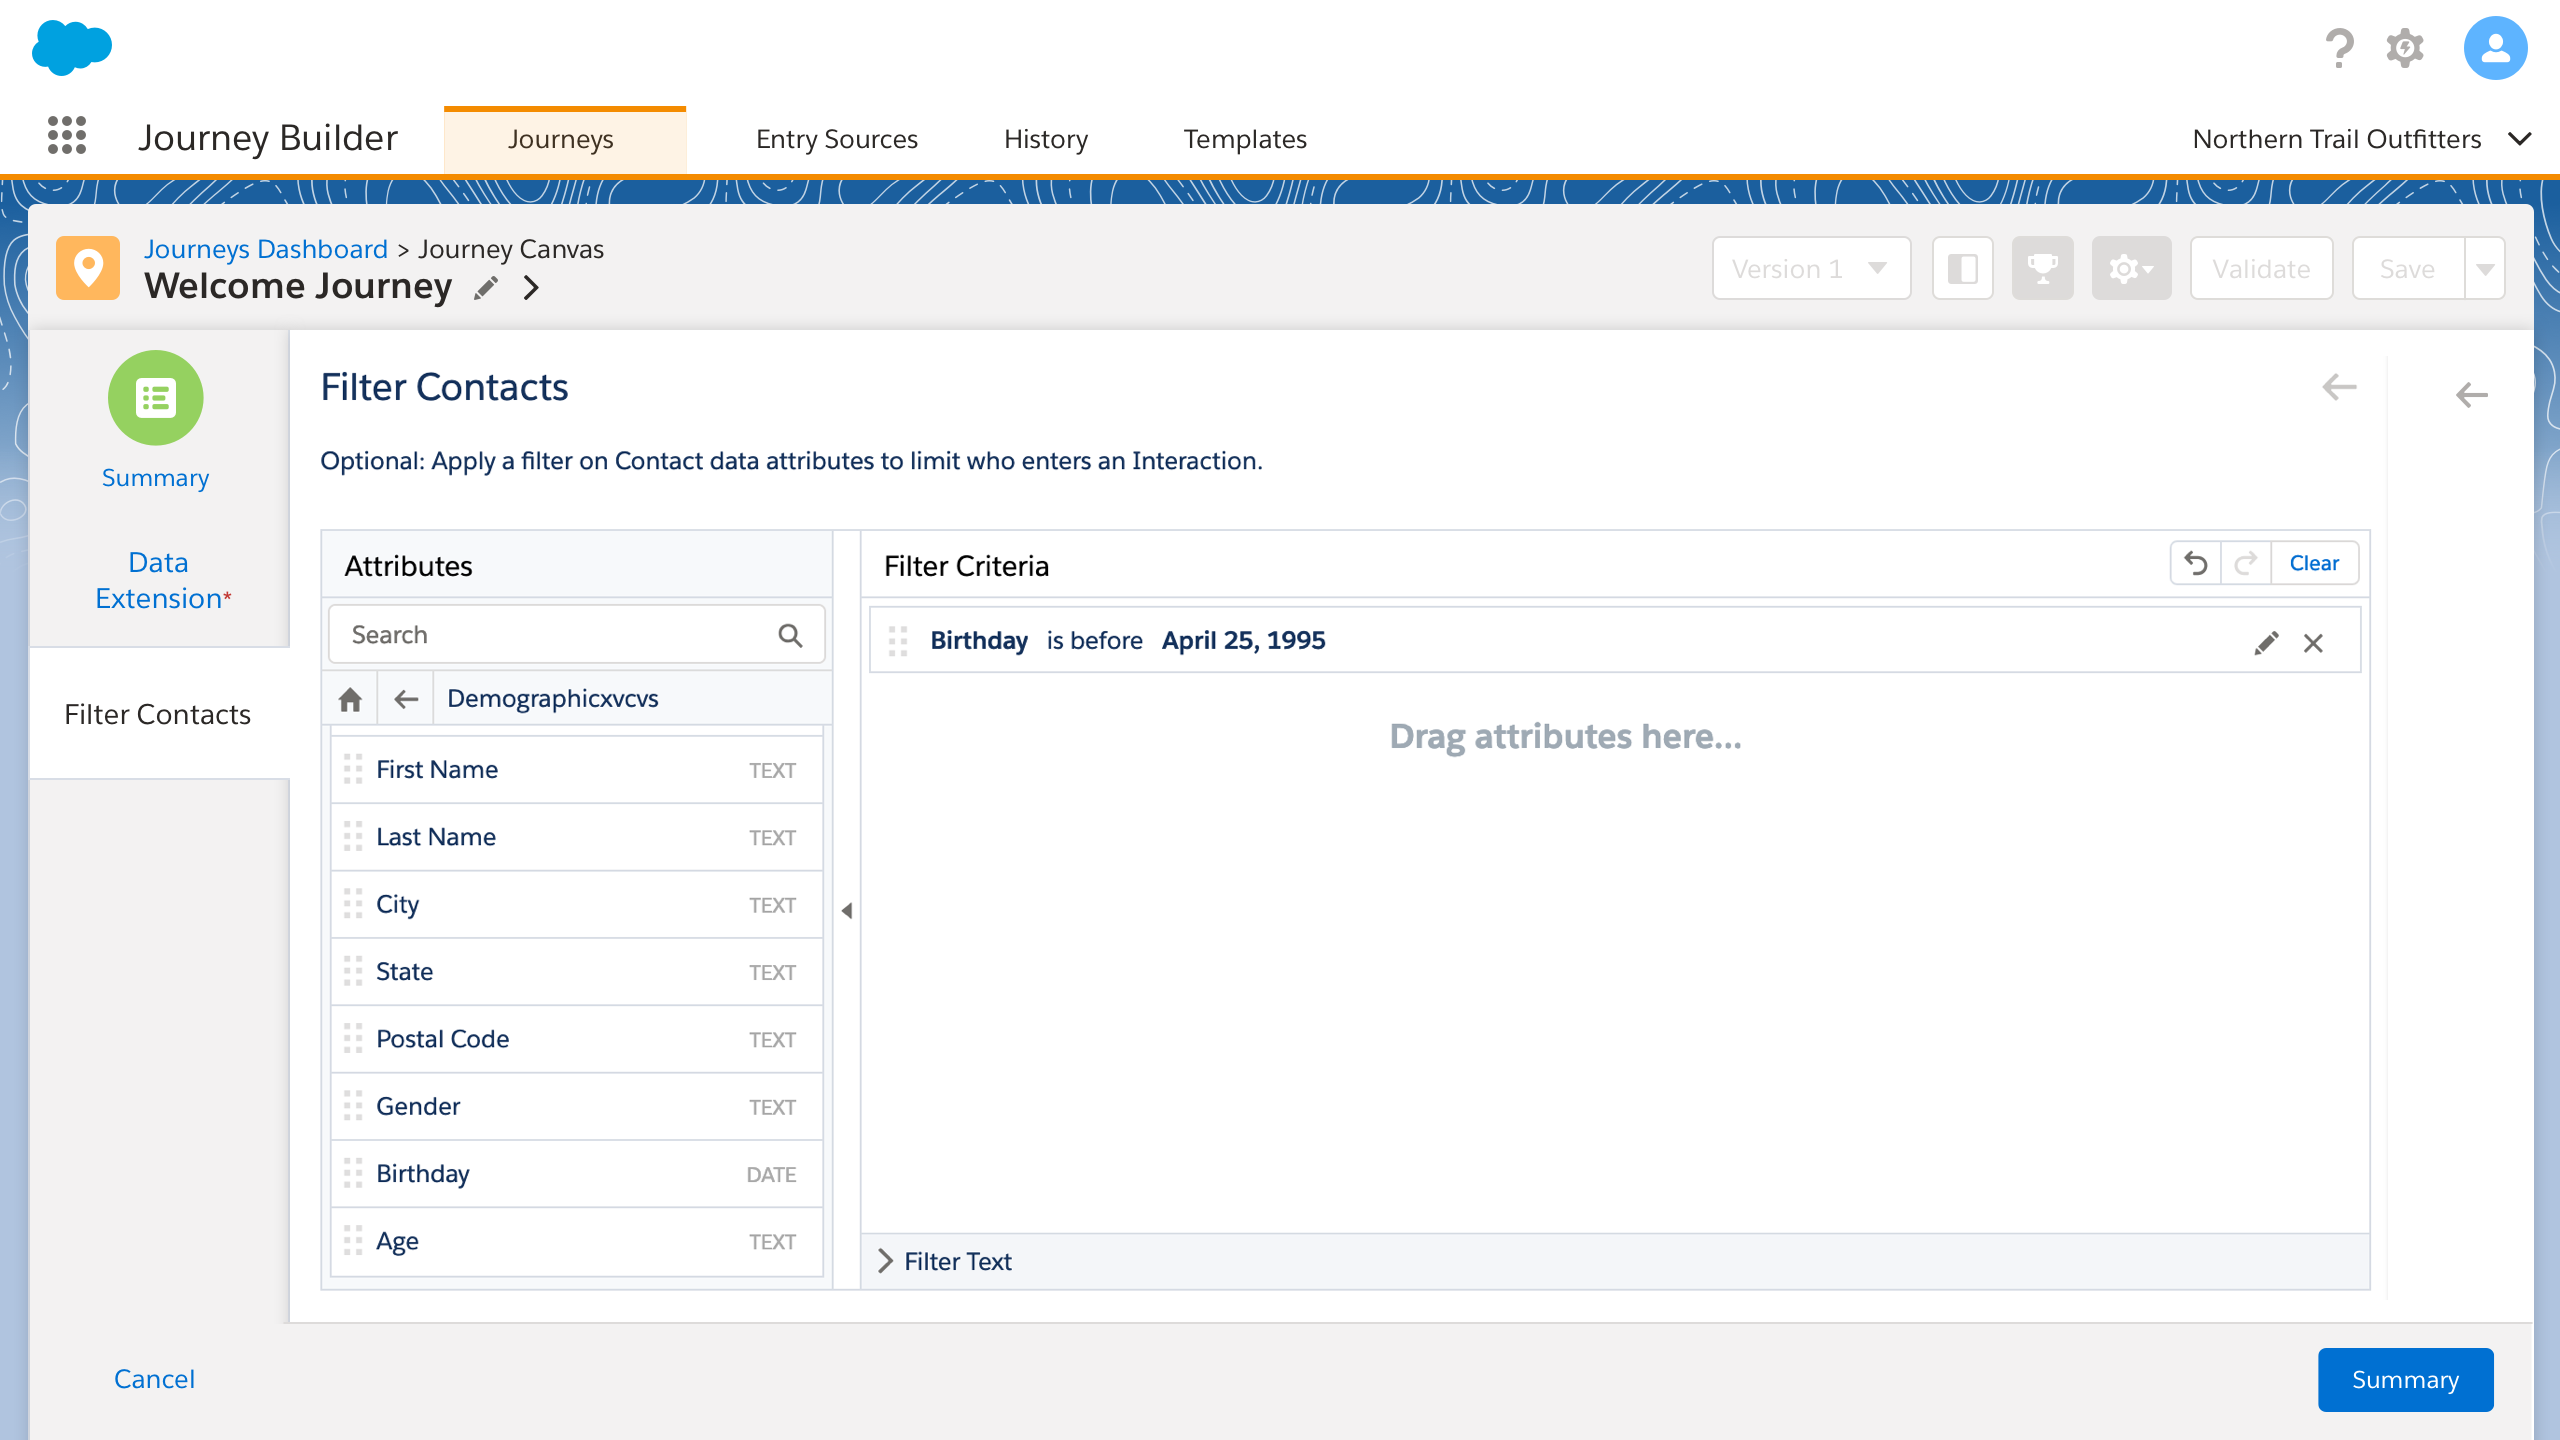 Journey Builder
Journeys
Entry Sources
History
Templates
Northern Trail Outfitters
Journeys Dashboard > Journey Canvas
Welcome Journey
Version 1
Validate
Save
Summary
Data
Extension*
Filter Contacts
Filter Contacts
Optional: Apply a filter on Contact data attributes to limit who enters an Interaction.
Attributes
Search
Demographicxvcvs
First Name TEXT
Last Name TEXT
City TEXT
State TEXT
Postal Code TEXT
Gender TEXT
Birthday DATE
Age TEXT
Filter Criteria
Clear
Birthday is before April 25, 1995
Drag attributes here...
Filter Text
Cancel
Summary